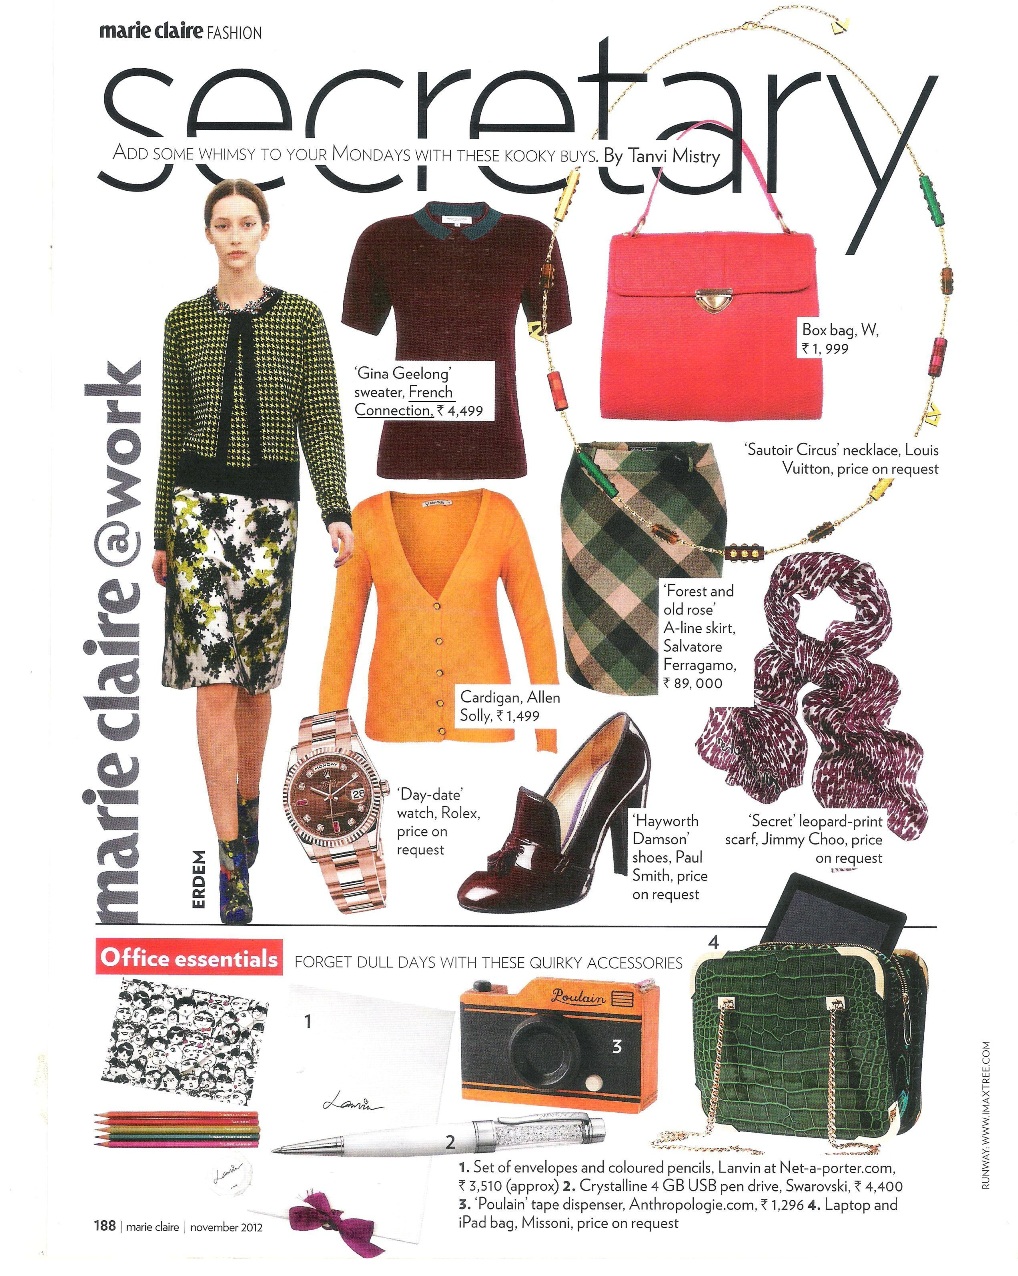 marie claire FASHION
secretary
ADD SOME WHIMSY TO YOUR MONDAYS WITH THESE KOOKY BUYS. By Tanvi Mistry
marie claire@work
Box bag, W,
₹ 1, 999
'Gina Geelong'
sweater, French
Connection, ₹ 4,499
'Sautoir Circus' necklace, Louis
Vuitton, price on request
'Forest and
old rose'
A-line skirt,
Salvatore
Ferragamo,
₹ 89, 000
Cardigan, Allen
Solly, ₹ 1,499
'Day-date'
watch, Rolex,
price on
request
'Hayworth
Damson'
shoes, Paul
Smith, price
on request
'Secret' leopard-print
scarf, Jimmy Choo, price
on request
ERDEM
Office essentials
FORGET DULL DAYS WITH THESE QUIRKY ACCESSORIES
4
1
Poulain
3
Lanvin
2
Lanvin
1. Set of envelopes and coloured pencils, Lanvin at Net-a-porter.com,
₹ 3,510 (approx) 2. Crystalline 4 GB USB pen drive, Swarovski, ₹ 4,400
3. 'Poulain' tape dispenser, Anthropologie.com, ₹ 1,296 4. Laptop and
iPad bag, Missoni, price on request
188 | marie claire | november 2012
RUNWAY: WWW.IMAXTREE.COM